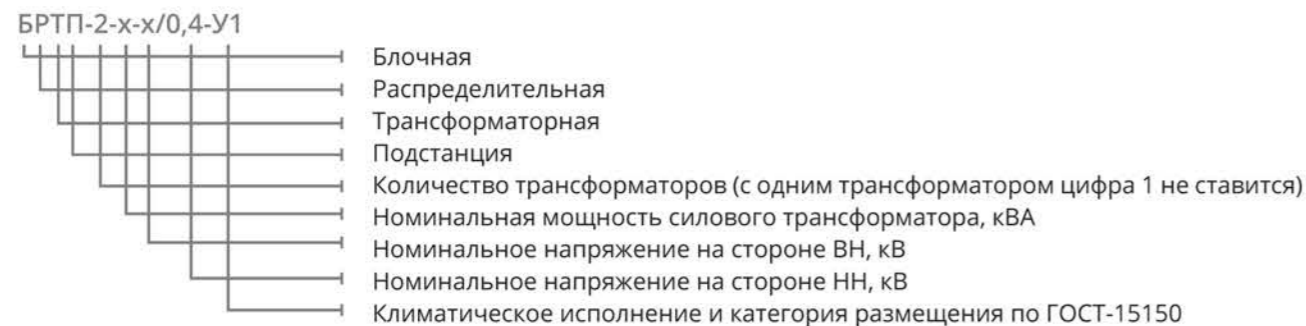 БРТП-2-х-х/0,4-У1
Блочная
Распределительная
Трансформаторная
Подстанция
Количество трансформаторов (с одним трансформатором цифра 1 не ставится)
Номинальная мощность силового трансформатора, кВА
Номинальное напряжение на стороне ВН, кВ
Номинальное напряжение на стороне НН, кВ
Климатическое исполнение и категория размещения по ГОСТ-15150